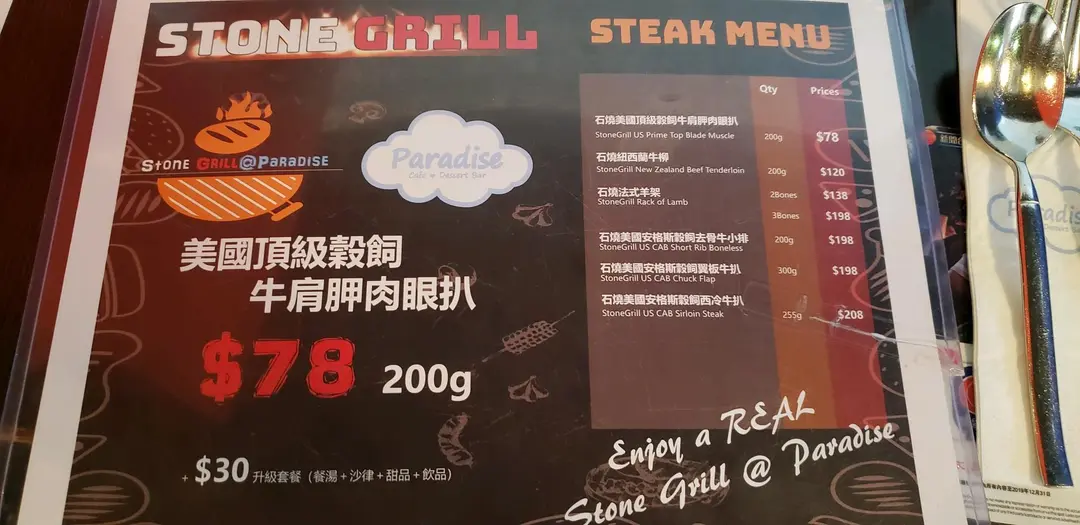 STONE GRILL
STONE GRILL@PARADISE
Paradise
Café ♥ Dessert Bar
美國頂級穀飼
牛肩胛肉眼扒
$78 200g
+ $30 升級套餐 (餐湯+沙律+甜品+飲品)
STEAK MENU
Qty Prices
石燒美國頂級穀飼牛肩胛肉眼扒
StoneGrill US Prime Top Blade Muscle 200g $78
石燒紐西蘭牛柳
StoneGrill New Zealand Beef Tenderloin 200g $120
石燒法式羊架
StoneGrill Rack of Lamb 2Bones $138
3Bones $198
石燒美國安格斯穀飼去骨牛小排
StoneGrill US CAB Short Rib Boneless 200g $198
石燒美國安格斯穀飼翼板牛扒
StoneGrill US CAB Chuck Flap 300g $198
石燒美國安格斯穀飼西冷牛扒
StoneGrill US CAB Sirloin Steak 255g $208
Enjoy a REAL
Stone Grill @ Paradise